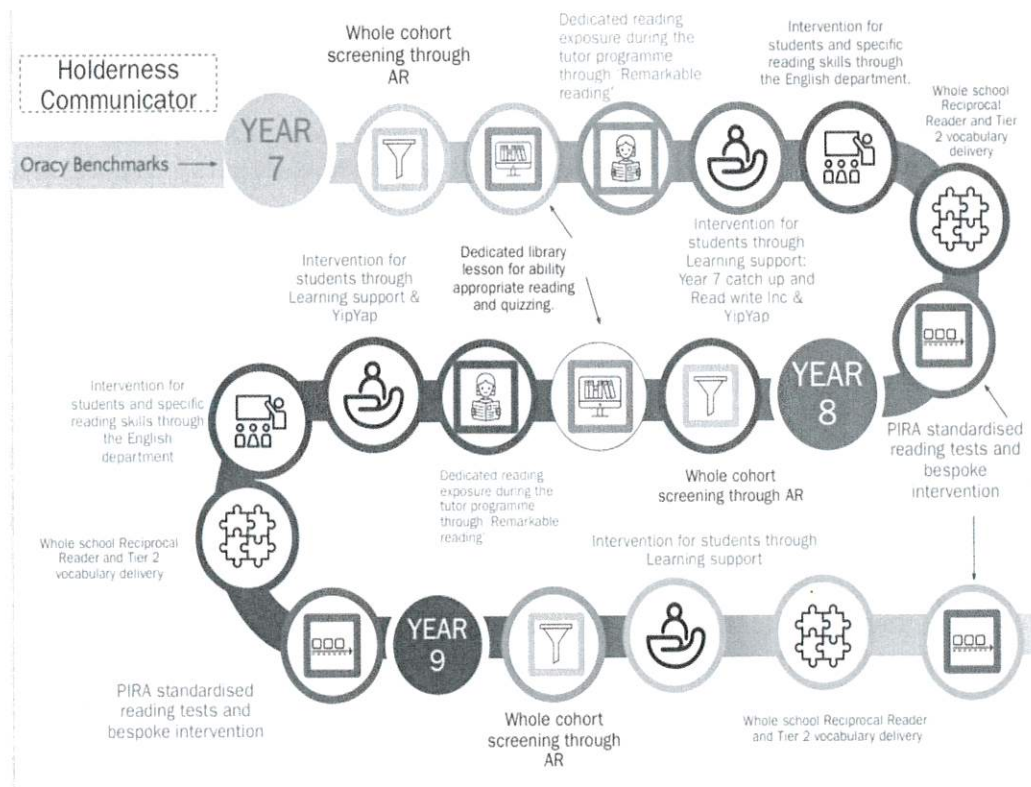 Holderness
Communicator
Oracy Benchmarks
YEAR
7
Whole cohort
screening through
AR
Dedicated reading
exposure during the
tutor programme
through 'Remarkable
reading'
Intervention for
students and specific
reading skills through
the English department.
Whole school
Reciprocal
Reader and Tier
2 vocabulary
delivery
Intervention for
students through
Learning support &
YipYap
Dedicated library
lesson for ability
appropriate reading
and quizzing.
Intervention for
students through
Learning support:
Year 7 catch up and
Read write Inc &
YipYap
YEAR
8
PIRA standardised
reading tests and
bespoke
intervention
Intervention for
students and specific
reading skills through
the English
department
Dedicated reading
exposure during the
tutor programme
through 'Remarkable
reading'
Whole cohort
screening through AR
Whole school Reciprocal
Reader and Tier 2
vocabulary delivery
Intervention for students through
Learning support
YEAR
9
PIRA standardised
reading tests and
bespoke intervention
Whole cohort
screening through
AR
Whole school Reciprocal Reader
and Tier 2 vocabulary delivery